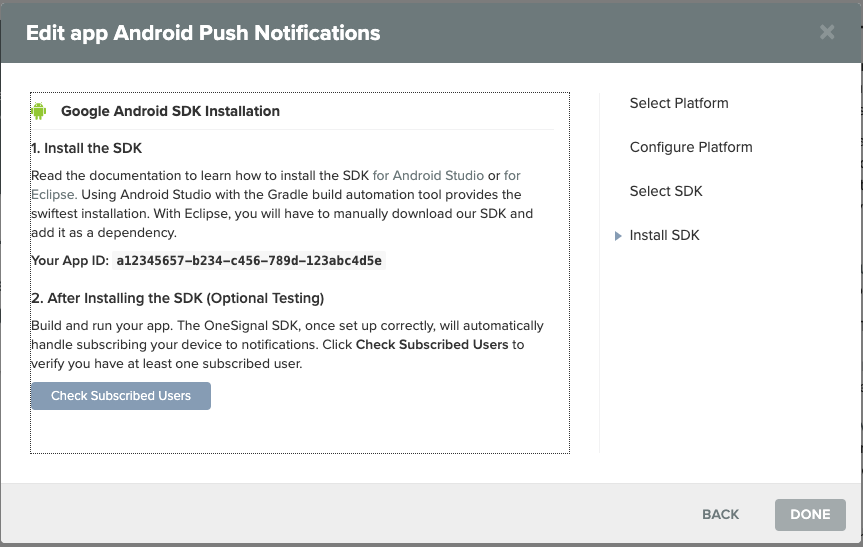 Edit app Android Push Notifications
Google Android SDK Installation
1. Install the SDK
Read the documentation to learn how to install the SDK for Android Studio or for
Eclipse. Using Android Studio with the Gradle build automation tool provides the
swiftest installation. With Eclipse, you will have to manually download our SDK and
add it as a dependency.
Your App ID: a12345657-b234-c456-789d-123abc4d5e
2. After Installing the SDK (Optional Testing)
Build and run your app. The OneSignal SDK, once set up correctly, will automatically
handle subscribing your device to notifications. Click Check Subscribed Users to
verify you have at least one subscribed user.
Check Subscribed Users
Select Platform
Configure Platform
Select SDK
Install SDK
BACK
DONE